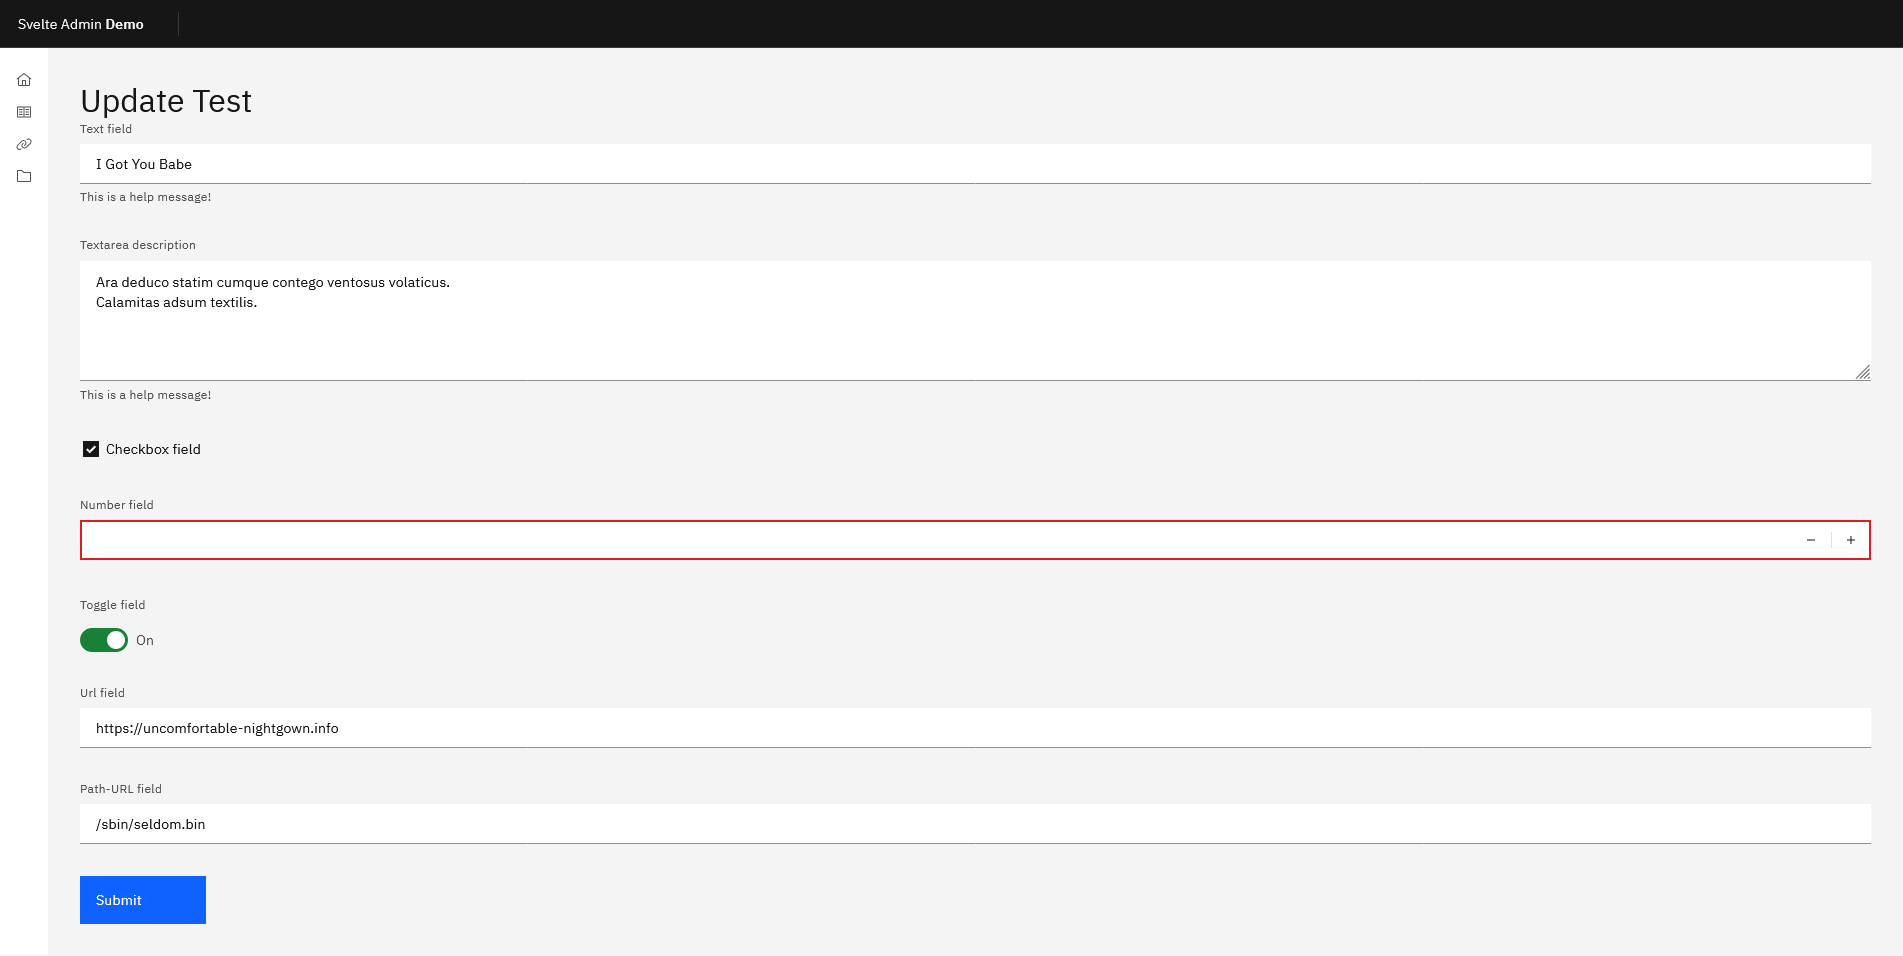 Svelte Admin Demo
Update Test
Text field
I Got You Babe
This is a help message!
Textarea description
Ara deduco statim cumque contego ventosus volaticus.
Calamitas adsum textilis.
This is a help message!
Checkbox field
Number field
Toggle field
On
Url field
https://uncomfortable-nightgown.info
Path-URL field
/sbin/seldom.bin
Submit